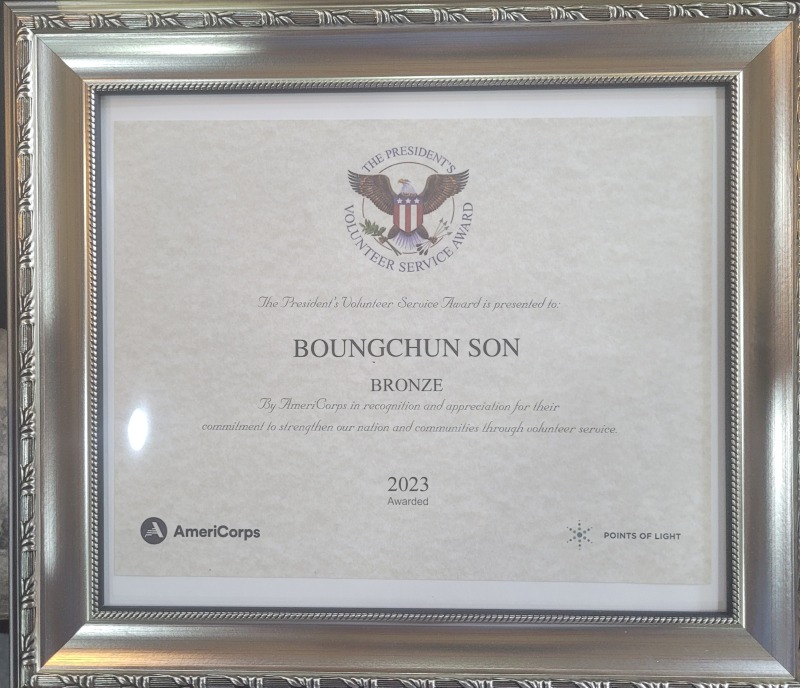 THE PRESIDENT'S
VOLUNTEER SERVICE AWARD
The President's Volunteer Service Award is presented to:
BOUNGCHUN SON
BRONZE
By AmeriCorps in recognition and appreciation for their
commitment to strengthen our nation and communities through volunteer service.
2023
Awarded
AmeriCorps
POINTS OF LIGHT